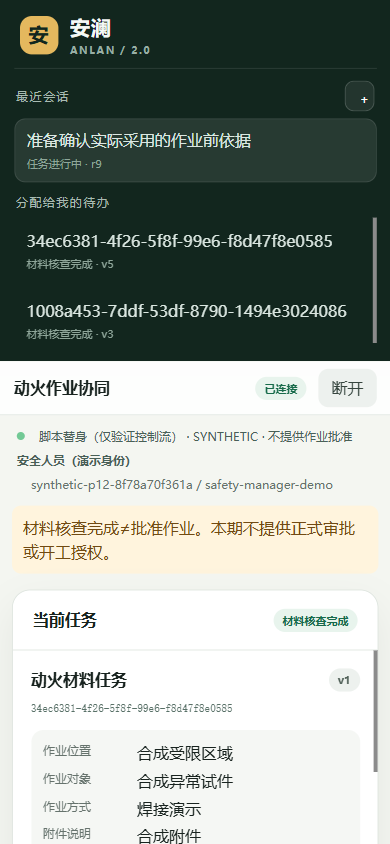 安
安澜
ANLAN / 2.0
最近会话
+
准备确认实际采用的作业前依据
任务进行中 · r9
分配给我的待办
34ec6381-4f26-5f8f-99e6-f8d47f8e0585
材料核查完成 · v5
1008a453-7ddf-53df-8790-1494e3024086
材料核查完成 · v3
动火作业协同
已连接
断开
脚本替身（仅验证控制流） · SYNTHETIC · 不提供作业批准
安全人员（演示身份）
synthetic-p12-8f78a70f361a / safety-manager-demo
材料核查完成≠批准作业。本期不提供正式审批
或开工授权。
当前任务
材料核查完成
动火材料任务
v1
34ec6381-4f26-5f8f-99e6-f8d47f8e0585
作业位置 合成受限区域
作业对象 合成异常试件
作业方式 焊接演示
附件说明 合成附件